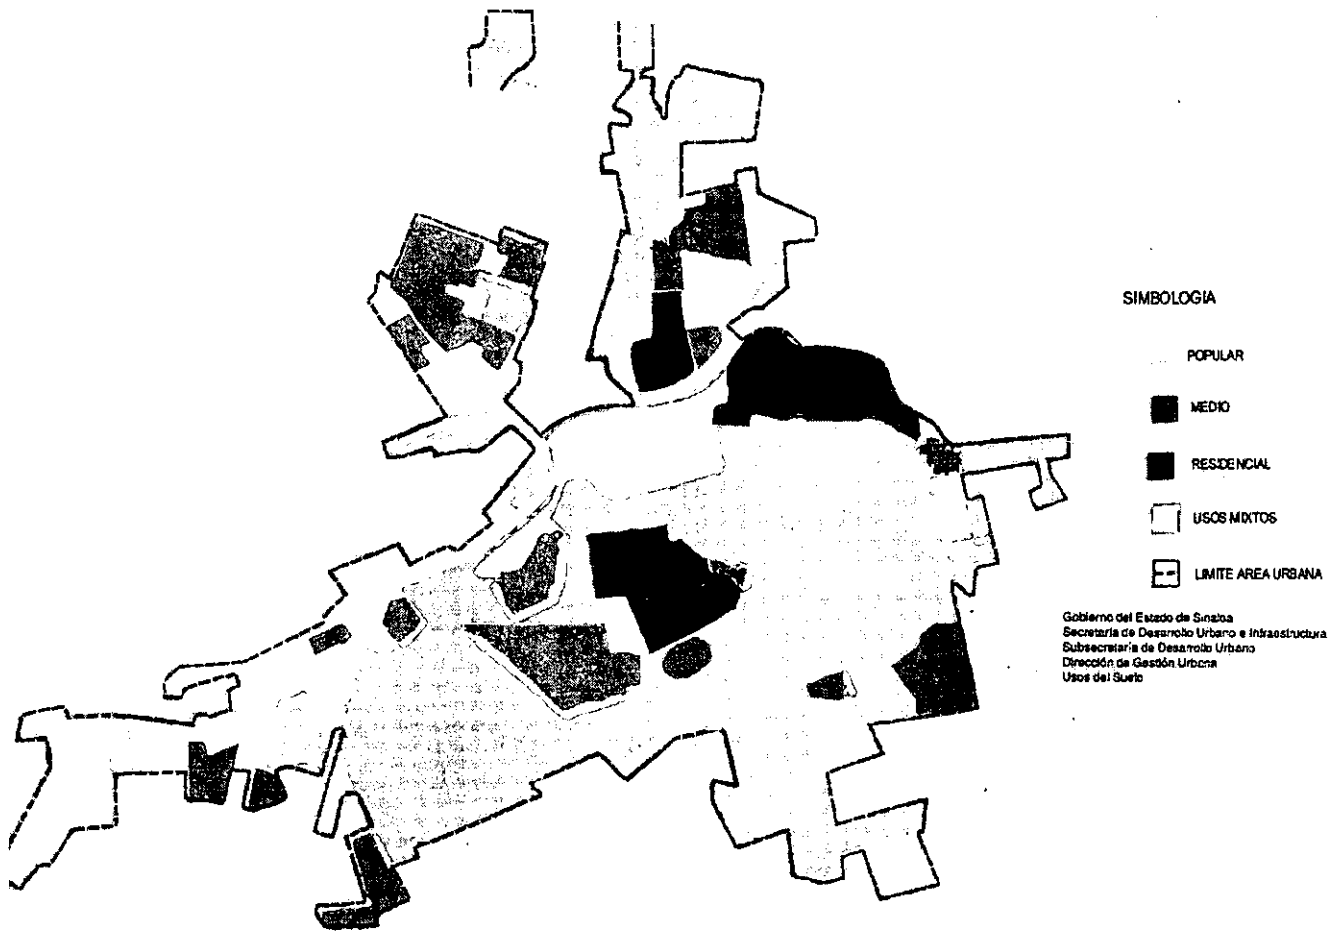 SIMBOLOGIA
POPULAR
MEDIO
RESIDENCIAL
USOS MIXTOS
LIMITE AREA URBANA
Gobierno del Estado de Sinaloa
Secretaría de Desarrollo Urbano e Infraestructura
Subsecretaría de Desarrollo Urbano
Dirección de Gestión Urbana
Usos del Suelo